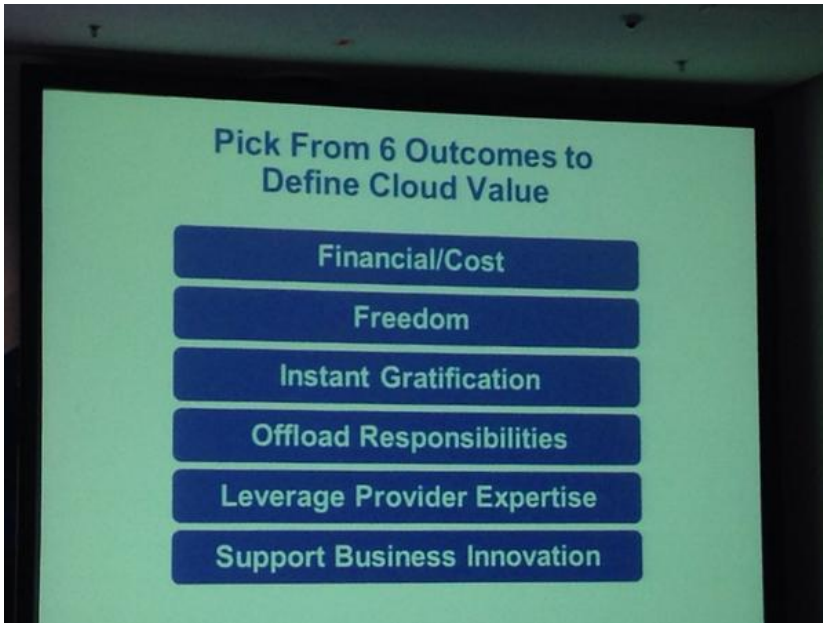 Pick From 6 Outcomes to
Define Cloud Value
Financial/Cost
Freedom
Instant Gratification
Offload Responsibilities
Leverage Provider Expertise
Support Business Innovation